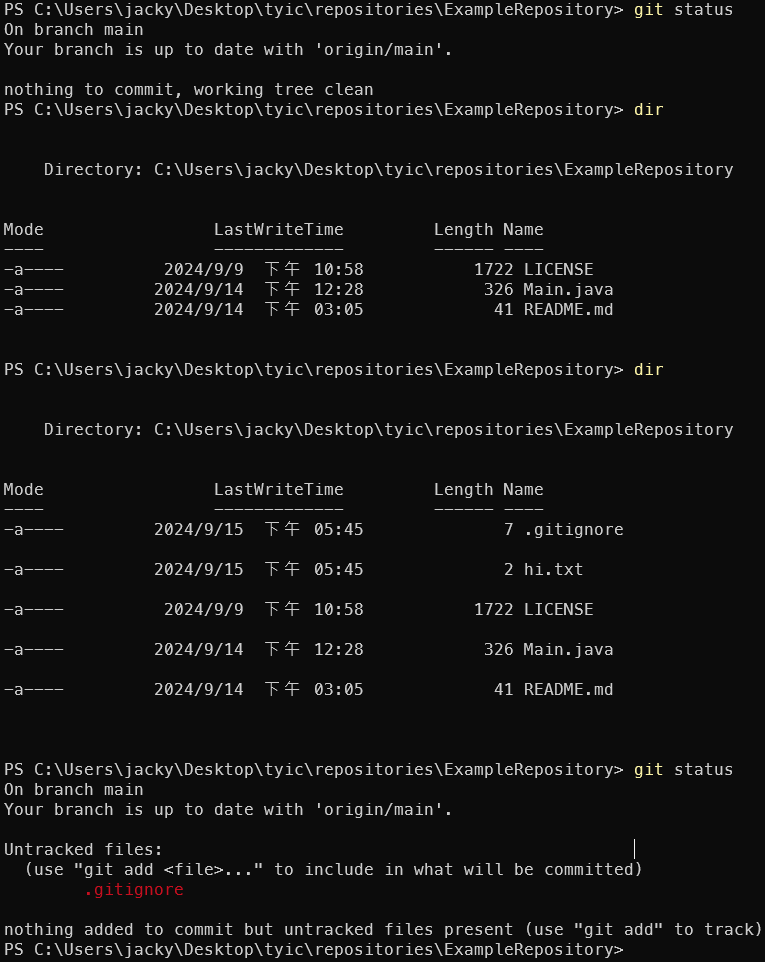 PS C:\Users\jacky\Desktop\tyic\repositories\ExampleRepository> git status
On branch main
Your branch is up to date with 'origin/main'.
nothing to commit, working tree clean
PS C:\Users\jacky\Desktop\tyic\repositories\ExampleRepository> dir
Directory: C:\Users\jacky\Desktop\tyic\repositories\ExampleRepository
Mode LastWriteTime Length Name
---- ------------- ------ ----
-a---- 2024/9/9 下午 10:58 1722 LICENSE
-a---- 2024/9/14 下午 12:28 326 Main.java
-a---- 2024/9/14 下午 03:05 41 README.md
PS C:\Users\jacky\Desktop\tyic\repositories\ExampleRepository> dir
Directory: C:\Users\jacky\Desktop\tyic\repositories\ExampleRepository
Mode LastWriteTime Length Name
---- ------------- ------ ----
-a---- 2024/9/15 下午 05:45 7 .gitignore
-a---- 2024/9/15 下午 05:45 2 hi.txt
-a---- 2024/9/9 下午 10:58 1722 LICENSE
-a---- 2024/9/14 下午 12:28 326 Main.java
-a---- 2024/9/14 下午 03:05 41 README.md
PS C:\Users\jacky\Desktop\tyic\repositories\ExampleRepository> git status
On branch main
Your branch is up to date with 'origin/main'.
Untracked files:
(use "git add <file>..." to include in what will be committed)
.gitignore
nothing added to commit but untracked files present (use "git add" to track)
PS C:\Users\jacky\Desktop\tyic\repositories\ExampleRepository>